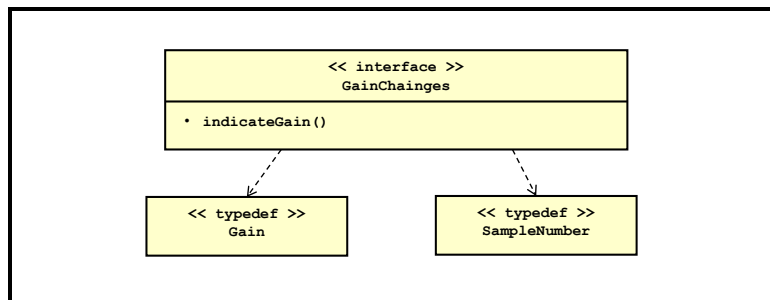 << interface >>
GainChainges
• indicateGain()
<< typedef >>
Gain
<< typedef >>
SampleNumber